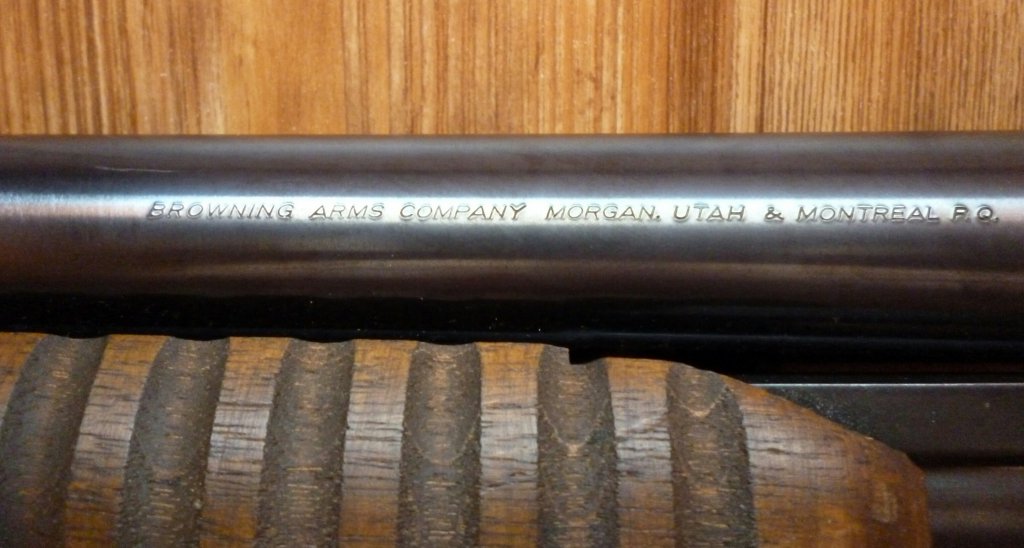 BROWNING ARMS COMPANY MORGAN, UTAH & MONTREAL P.Q.